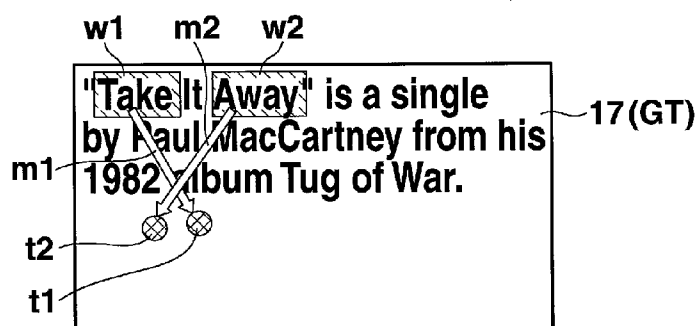 w1 m2 w2
"Take It Away" is a single
17(GT)
by Paul MacCartney from his
m1
1982 album Tug of War.
t2
t1